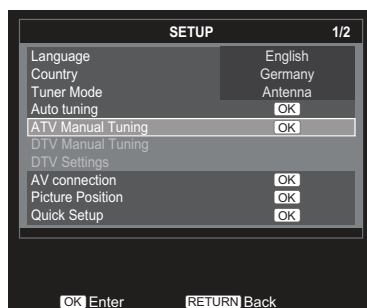 SETUP 1/2
Language English
Country Germany
Tuner Mode Antenna
Auto tuning OK
ATV Manual Tuning OK
DTV Manual Tuning
DTV Settings
AV connection OK
Picture Position OK
Quick Setup OK
OK Enter RETURN Back